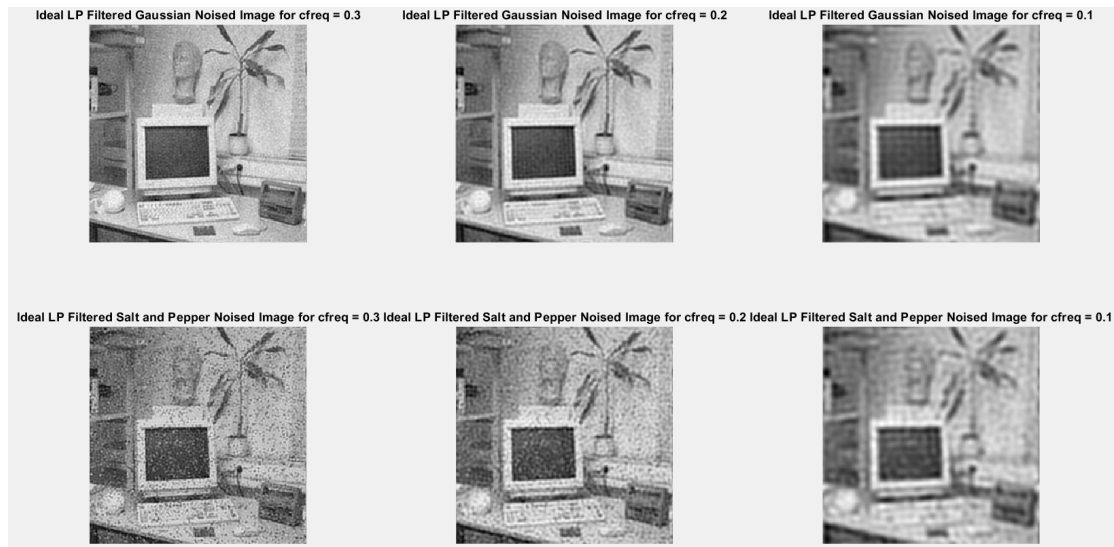 Ideal LP Filtered Gaussian Noised Image for cfreq = 0.3
Ideal LP Filtered Gaussian Noised Image for cfreq = 0.2
Ideal LP Filtered Gaussian Noised Image for cfreq = 0.1
Ideal LP Filtered Salt and Pepper Noised Image for cfreq = 0.3
Ideal LP Filtered Salt and Pepper Noised Image for cfreq = 0.2
Ideal LP Filtered Salt and Pepper Noised Image for cfreq = 0.1